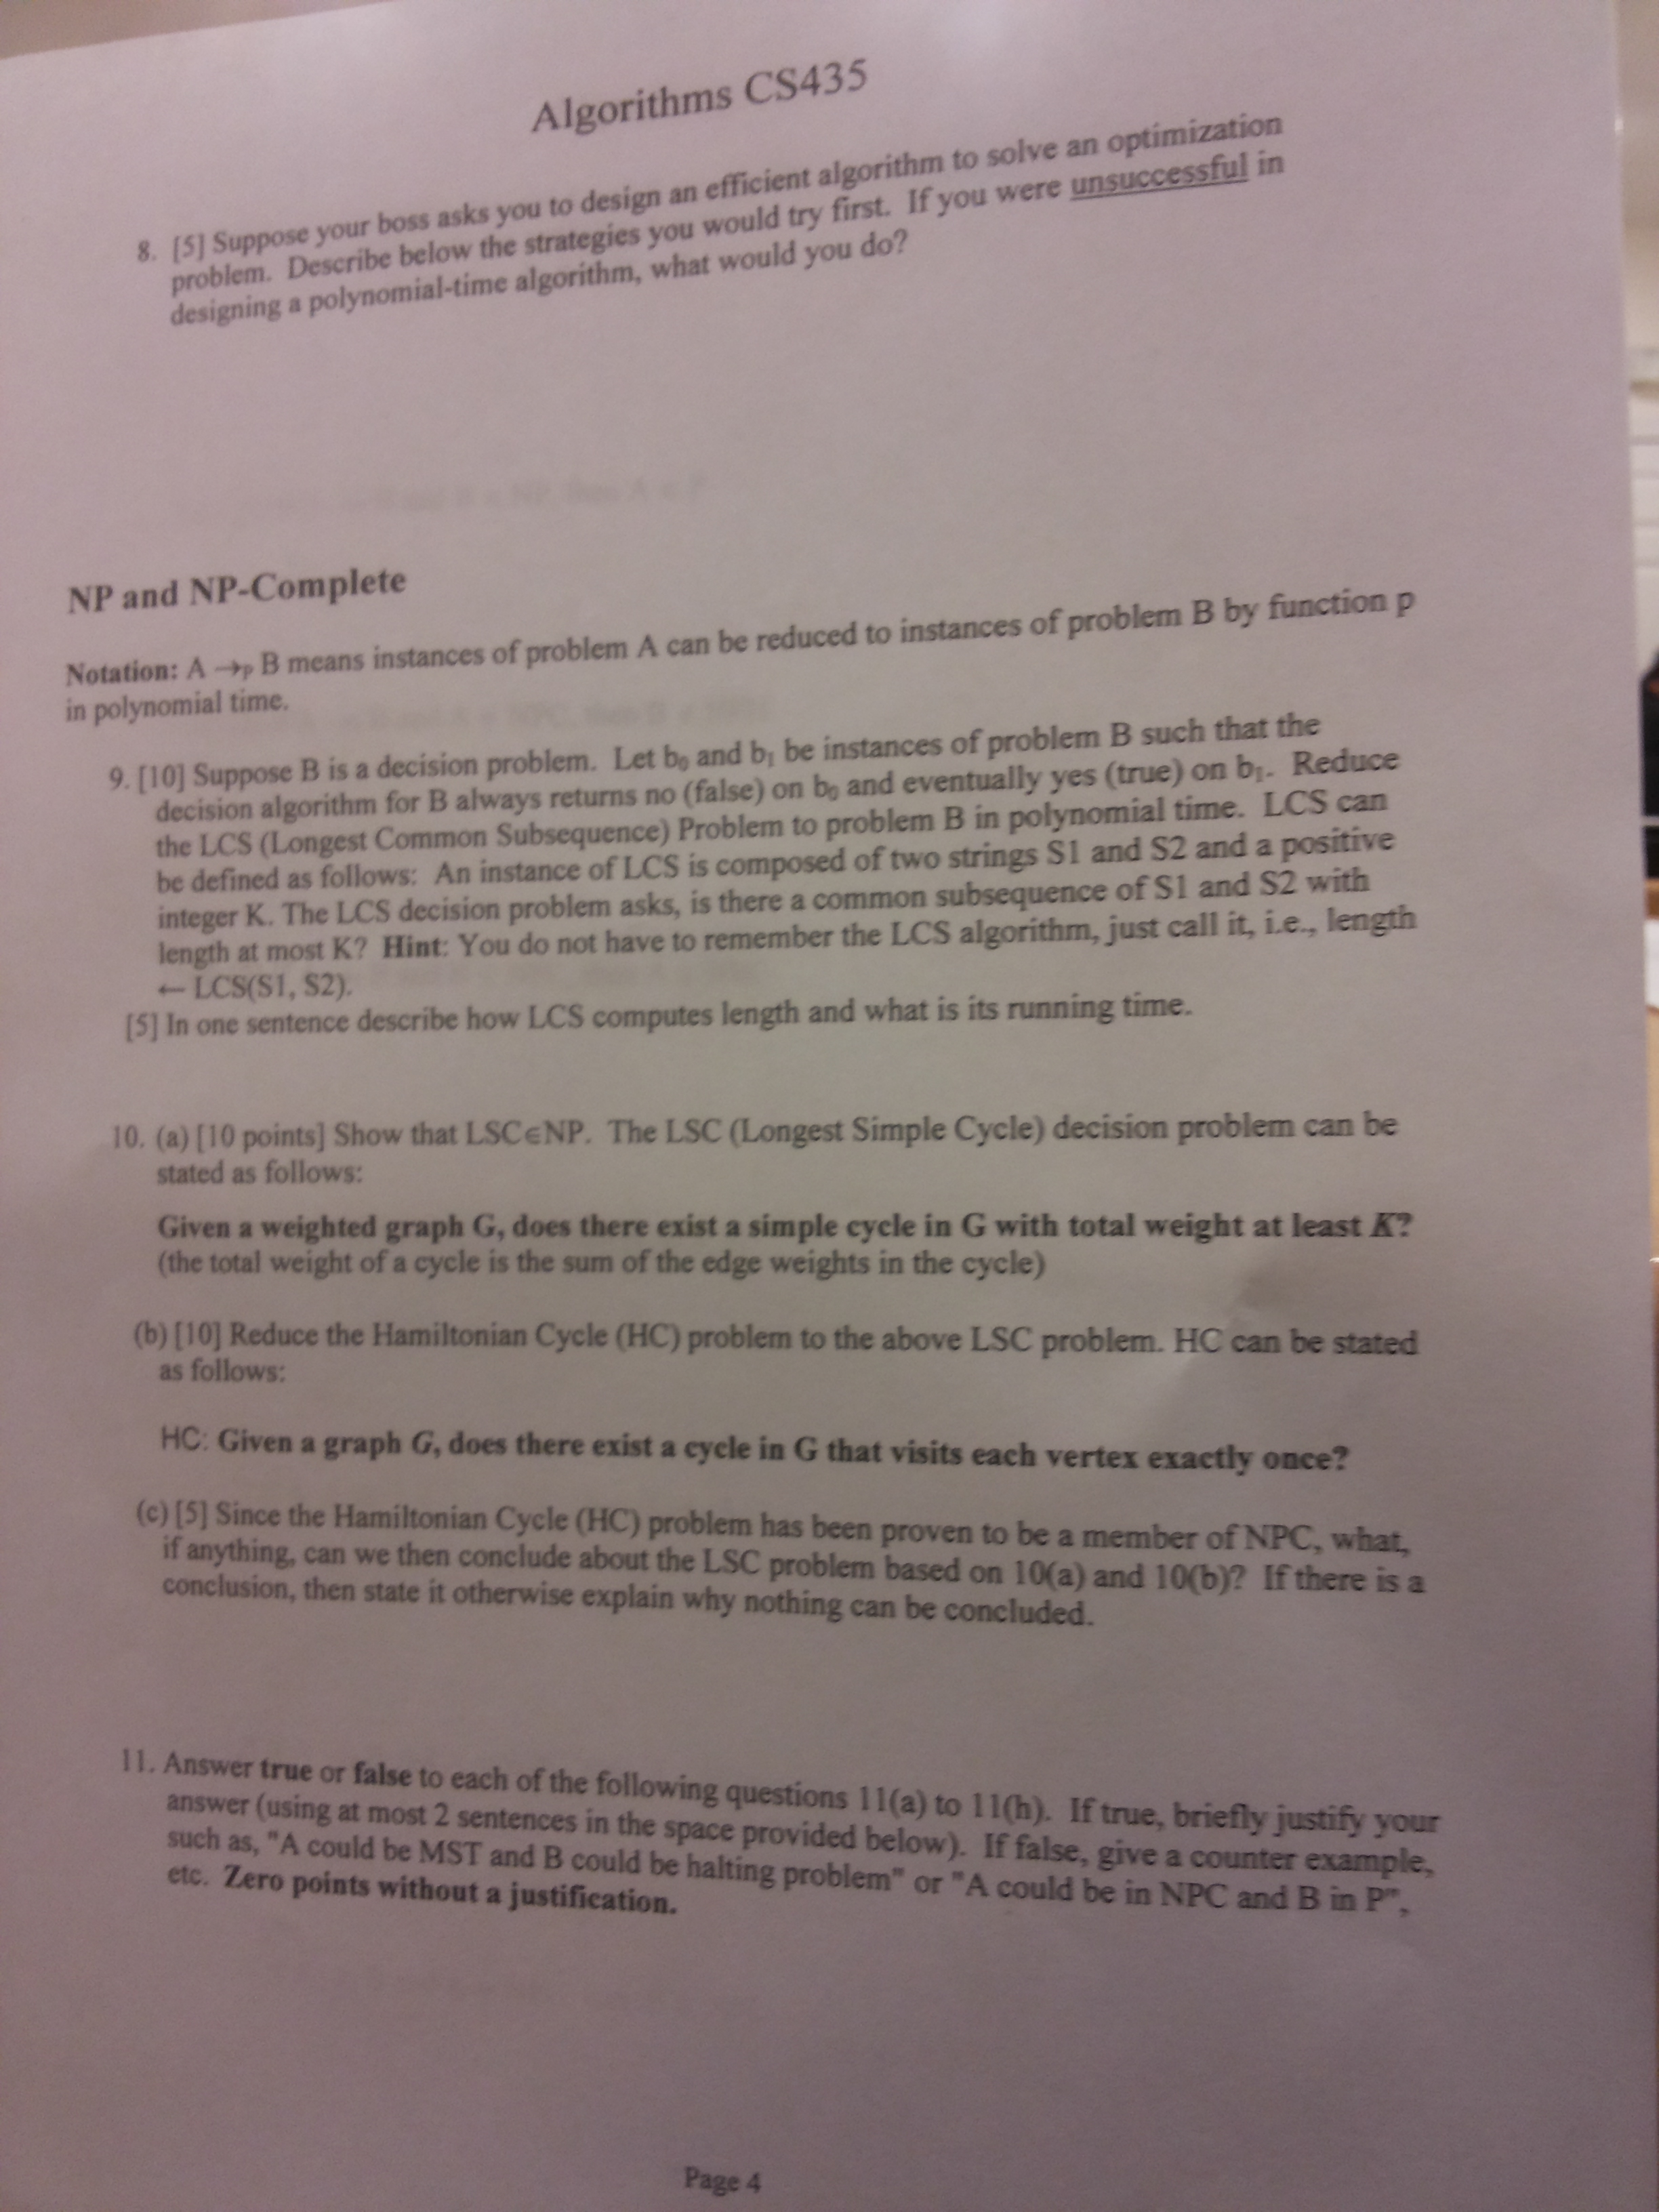 Algorithms CS435
8. [5] Suppose your boss asks you to design an efficient algorithm to solve an optimization
problem. Describe below the strategies you would try first. If you were unsuccessful in
designing a polynomial-time algorithm, what would you do?
NP and NP-Complete
Notation: A →p B means instances of problem A can be reduced to instances of problem B by function p
in polynomial time.
9. [10] Suppose B is a decision problem. Let b₀ and b₁ be instances of problem B such that the
decision algorithm for B always returns no (false) on b₀ and eventually yes (true) on b₁. Reduce
the LCS (Longest Common Subsequence) Problem to problem B in polynomial time. LCS can
be defined as follows: An instance of LCS is composed of two strings S1 and S2 and a positive
integer K. The LCS decision problem asks, is there a common subsequence of S1 and S2 with
length at most K? Hint: You do not have to remember the LCS algorithm, just call it, i.e., length
← LCS(S1, S2).
[5] In one sentence describe how LCS computes length and what is its running time.
10. (a) [10 points] Show that LSC∈NP. The LSC (Longest Simple Cycle) decision problem can be
stated as follows:
Given a weighted graph G, does there exist a simple cycle in G with total weight at least K?
(the total weight of a cycle is the sum of the edge weights in the cycle)
(b) [10] Reduce the Hamiltonian Cycle (HC) problem to the above LSC problem. HC can be stated
as follows:
HC: Given a graph G, does there exist a cycle in G that visits each vertex exactly once?
(c) [5] Since the Hamiltonian Cycle (HC) problem has been proven to be a member of NPC, what,
if anything, can we then conclude about the LSC problem based on 10(a) and 10(b)? If there is a
conclusion, then state it otherwise explain why nothing can be concluded.
11. Answer true or false to each of the following questions 11(a) to 11(h). If true, briefly justify your
answer (using at most 2 sentences in the space provided below). If false, give a counter example,
such as, "A could be MST and B could be halting problem" or "A could be in NPC and B in P",
etc. Zero points without a justification.
Page 4